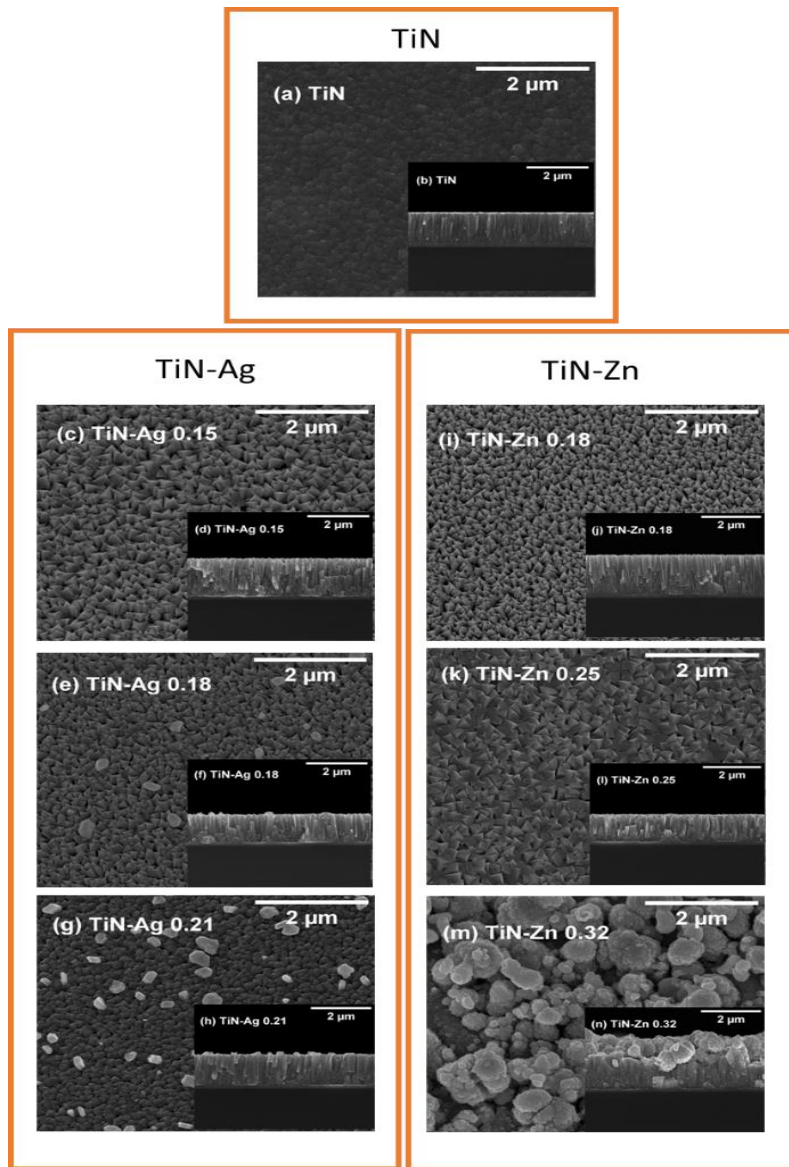 TiN
2 µm
(a) TiN
2 µm
(b) TiN
TiN-Ag
2 µm
(c) TiN-Ag 0.15
2 µm
(d) TiN-Ag 0.15
2 µm
(e) TiN-Ag 0.18
2 µm
(f) TiN-Ag 0.18
2 µm
(g) TiN-Ag 0.21
2 µm
(h) TiN-Ag 0.21
TiN-Zn
2 µm
(i) TiN-Zn 0.18
2 µm
(j) TiN-Zn 0.18
2 µm
(k) TiN-Zn 0.25
2 µm
(l) TiN-Zn 0.25
2 µm
(m) TiN-Zn 0.32
2 µm
(n) TiN-Zn 0.32